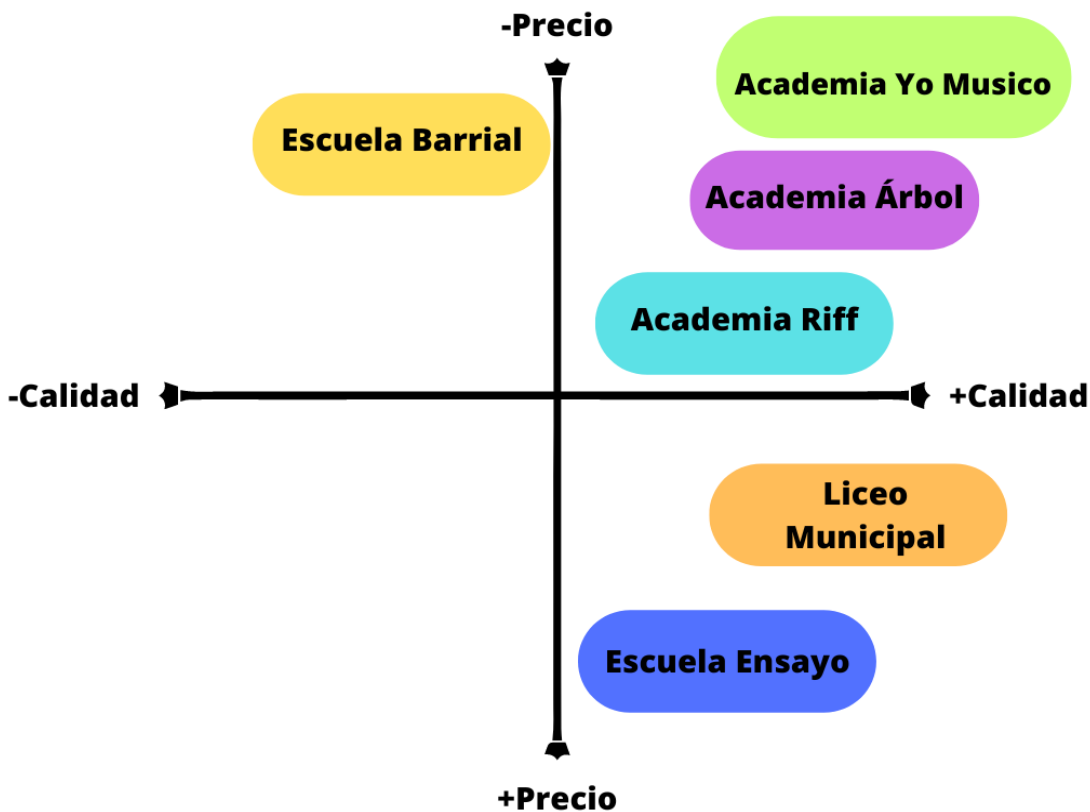 -Precio
Academia Yo Musico
Escuela Barrial
Academia Árbol
Academia Riff
-Calidad
+Calidad
Liceo
Municipal
Escuela Ensayo
+Precio